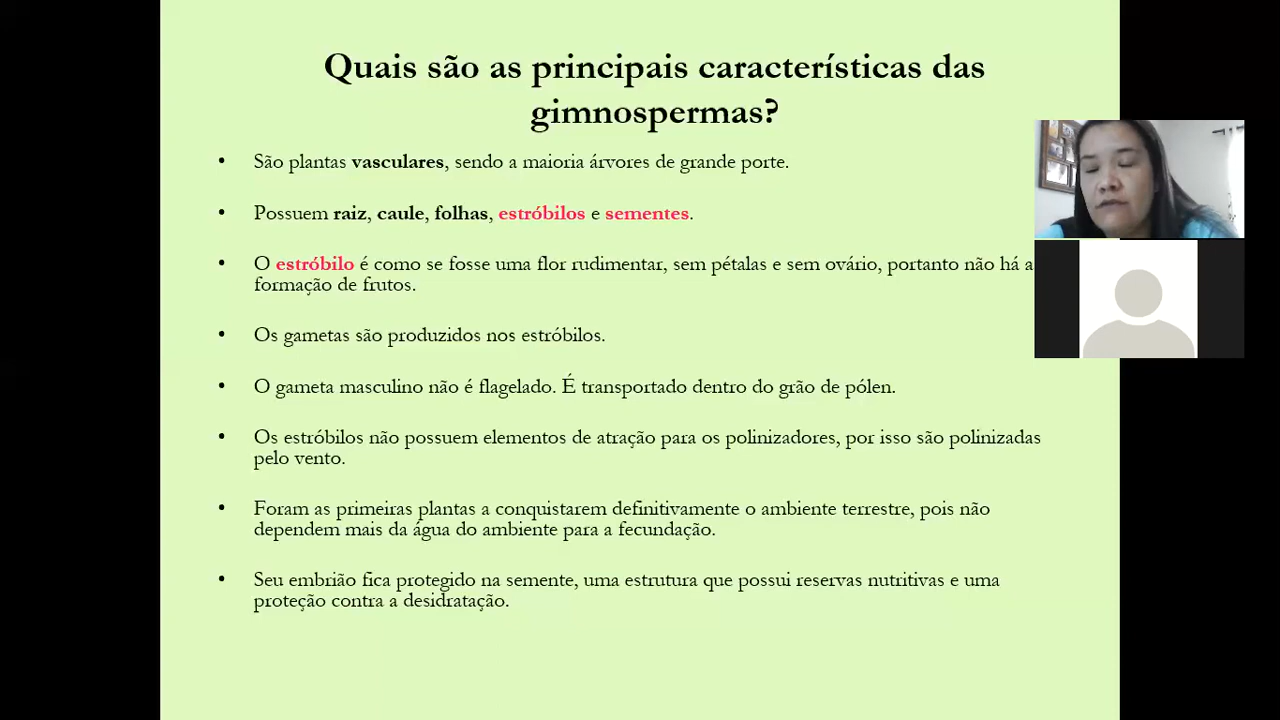 Quais são as principais características das
gimnospermas?
• São plantas vasculares, sendo a maioria árvores de grande porte.
• Possuem raiz, caule, folhas, estróbilos e sementes.
• O estróbilo é como se fosse uma flor rudimentar, sem pétalas e sem ovário, portanto não há a
formação de frutos.
• Os gametas são produzidos nos estróbilos.
• O gameta masculino não é flagelado. É transportado dentro do grão de pólen.
• Os estróbilos não possuem elementos de atração para os polinizadores, por isso são polinizadas
pelo vento.
• Foram as primeiras plantas a conquistarem definitivamente o ambiente terrestre, pois não
dependem mais da água do ambiente para a fecundação.
• Seu embrião fica protegido na semente, uma estrutura que possui reservas nutritivas e uma
proteção contra a desidratação.